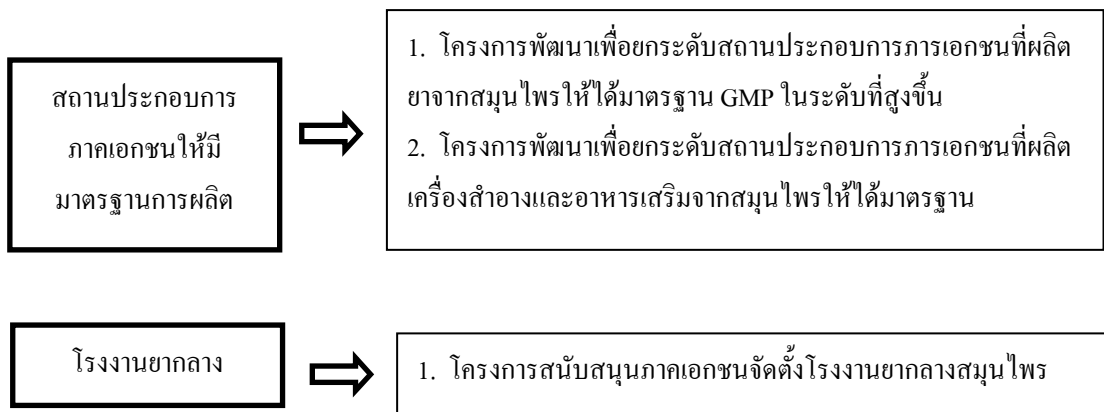 สถานประกอบการ
ภาคเอกชนให้มี
มาตรฐานการผลิต
1. โครงการพัฒนาเพื่อยกระดับสถานประกอบการภารเอกชนที่ผลิต
ยาจากสมุนไพรให้ได้มาตรฐาน GMP ในระดับที่สูงขึ้น
2. โครงการพัฒนาเพื่อยกระดับสถานประกอบการภารเอกชนที่ผลิต
เครื่องสำอางและอาหารเสริมจากสมุนไพรให้ได้มาตรฐาน
โรงงานยากลาง
1. โครงการสนับสนุนภาคเอกชนจัดตั้งโรงงานยากลางสมุนไพร